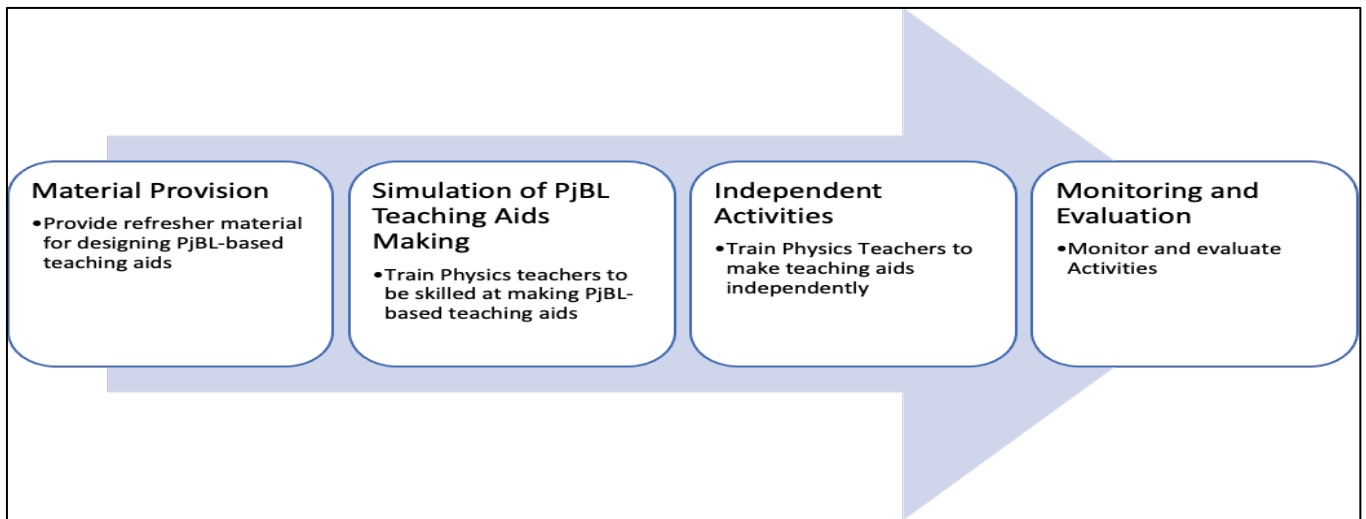 Material Provision
•Provide refresher material
for designing PjBL-based
teaching aids
Simulation of PjBL
Teaching Aids
Making
•Train Physics teachers to
be skilled at making PjBL-
based teaching aids
Independent
Activities
•Train Physics Teachers to
make teaching aids
independently
Monitoring and
Evaluation
•Monitor and evaluate
Activities